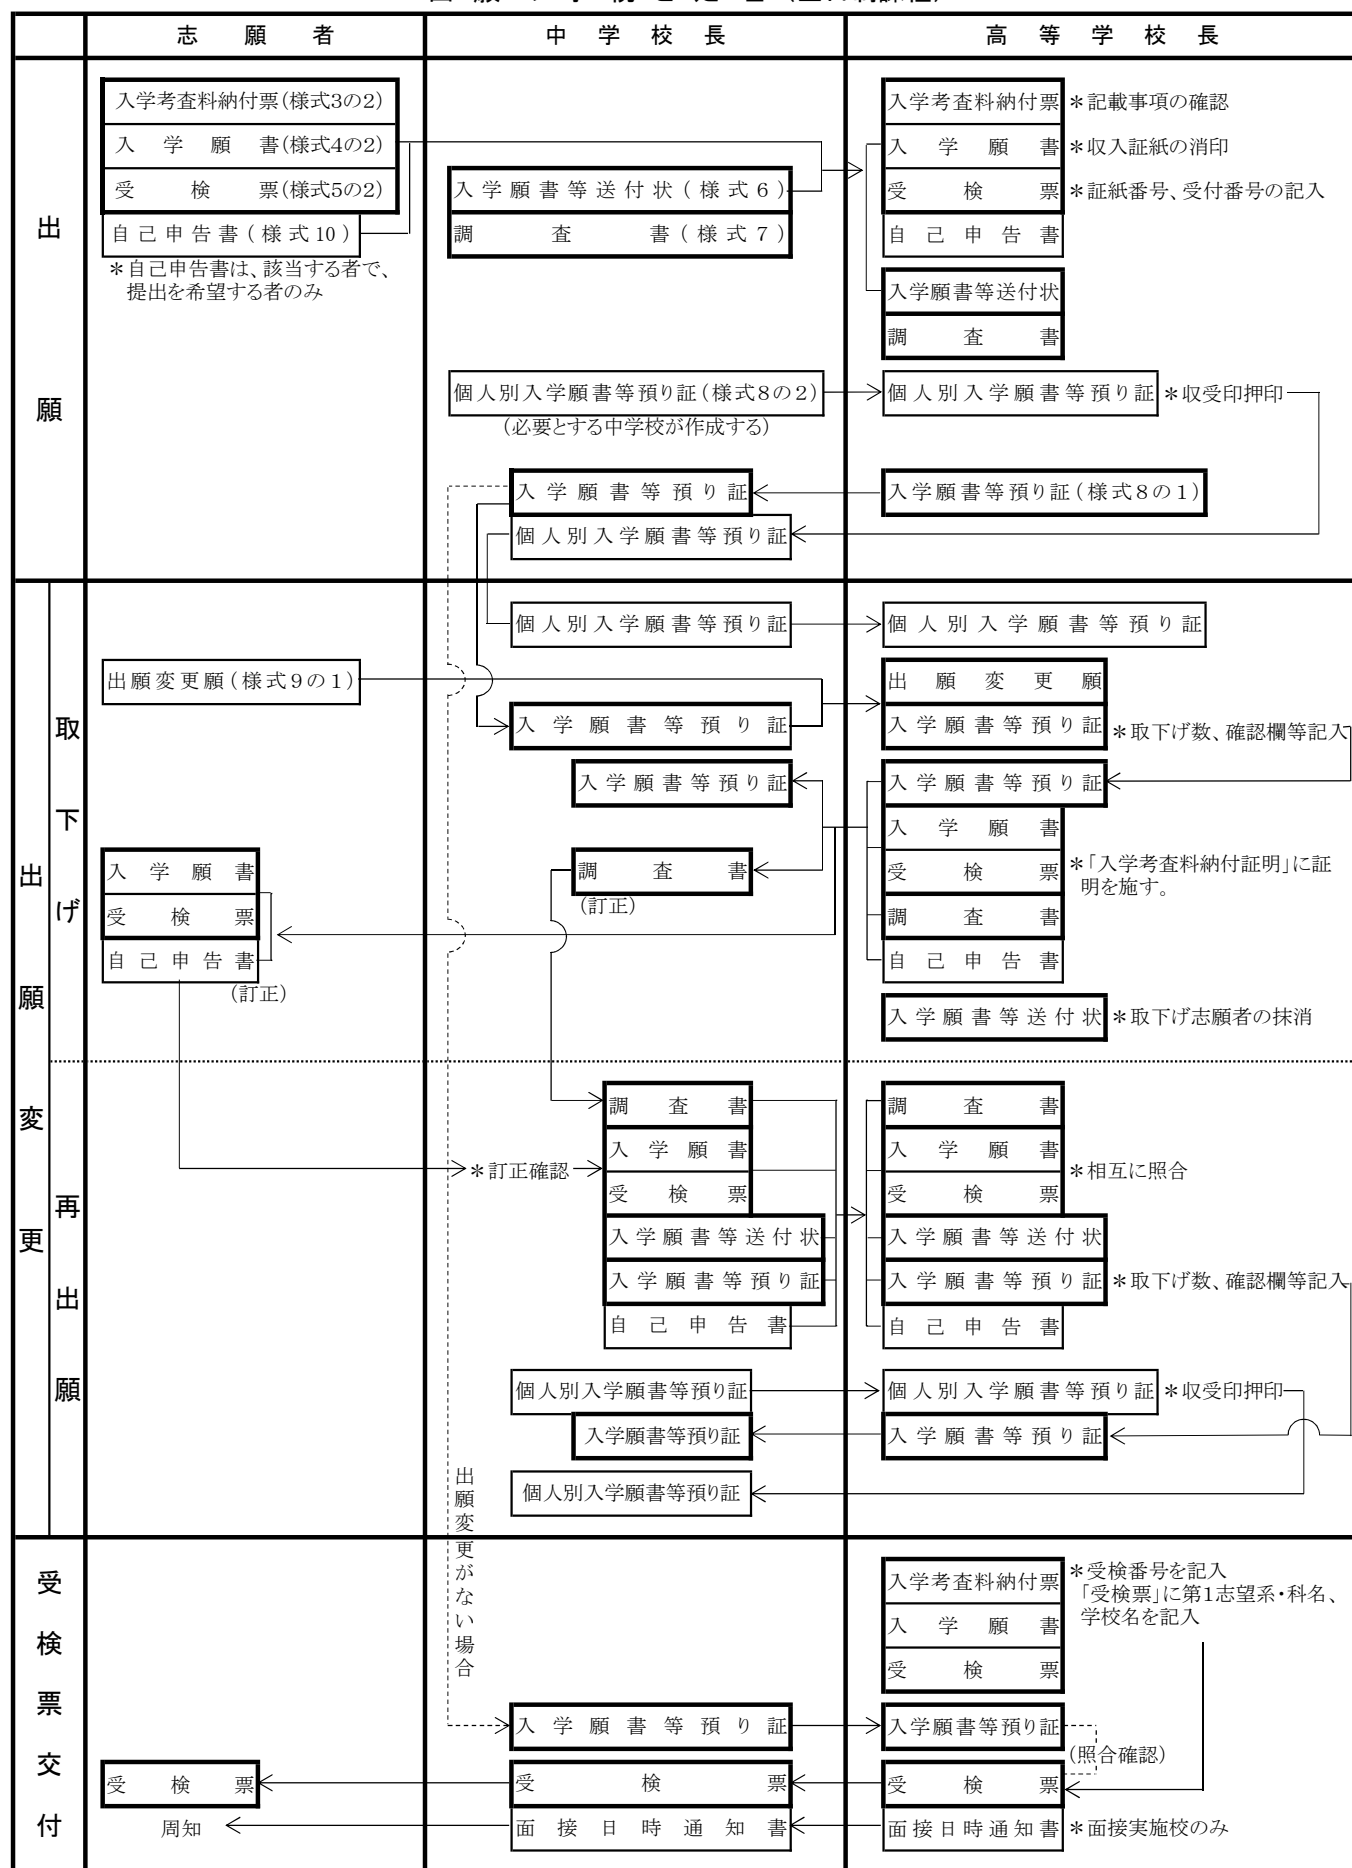 志願者
中学校長
高等学校長
出願
入学考査料納付票(様式3の2)
入学願書(様式4の2)
受検票(様式5の2)
自己申告書(様式10)
＊自己申告書は、該当する者で、
提出を希望する者のみ
入学願書等送付状(様式6)
調査書(様式7)
入学考査料納付票
＊記載事項の確認
入学願書
＊収入証紙の消印
受検票
＊証紙番号、受付番号の記入
自己申告書
入学願書等送付状
調査書
個人別入学願書等預り証(様式8の2)
(必要とする中学校が作成する)
個人別入学願書等預り証
＊収受印押印
入学願書等預り証
入学願書等預り証(様式8の1)
個人別入学願書等預り証
出願変更
取下げ
個人別入学願書等預り証
個人別入学願書等預り証
出願変更願(様式9の1)
出願変更願
入学願書等預り証
入学願書等預り証
＊取下げ数、確認欄等記入
入学願書等預り証
入学願書等預り証
入学願書
調査書
(訂正)
受検票
＊「入学考査料納付証明」に証
明を施す。
調査書
自己申告書
入学願書
受検票
自己申告書
(訂正)
入学願書等送付状
＊取下げ志願者の抹消
再出願
＊訂正確認
調査書
入学願書
受検票
入学願書等送付状
入学願書等預り証
自己申告書
調査書
入学願書
＊相互に照合
受検票
入学願書等送付状
入学願書等預り証
＊取下げ数、確認欄等記入
自己申告書
個人別入学願書等預り証
個人別入学願書等預り証
＊収受印押印
入学願書等預り証
入学願書等預り証
個人別入学願書等預り証
出願変更がない場合
受検票交付
入学考査料納付票
＊受検番号を記入
「受検票」に第1志望系・科名、
学校名を記入
入学願書
受検票
入学願書等預り証
入学願書等預り証
(照合確認)
受検票
受検票
受検票
周知
面接日時通知書
面接日時通知書
＊面接実施校のみ